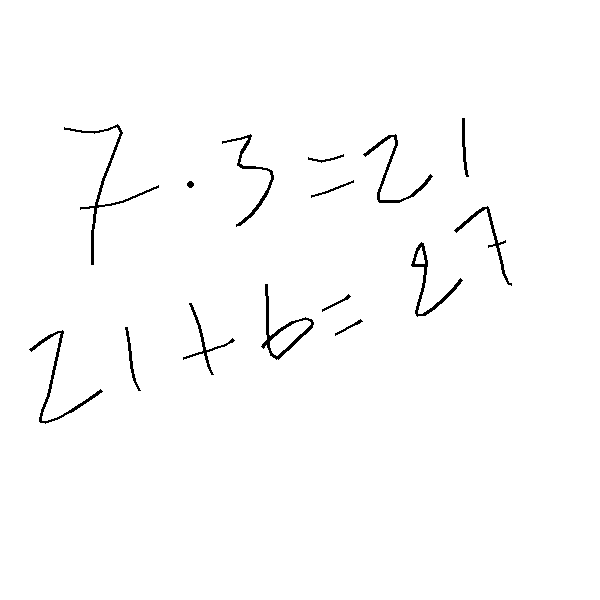 7 · 3 = 21
21 + 6 = 27